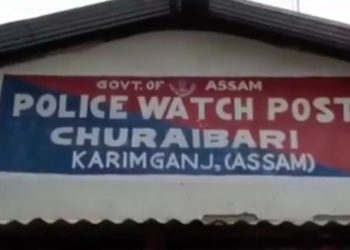 GOVT. OF ASSAM
POLICE WATCH POST
CHURAIBARI
KARIMGANJ, (ASSAM)